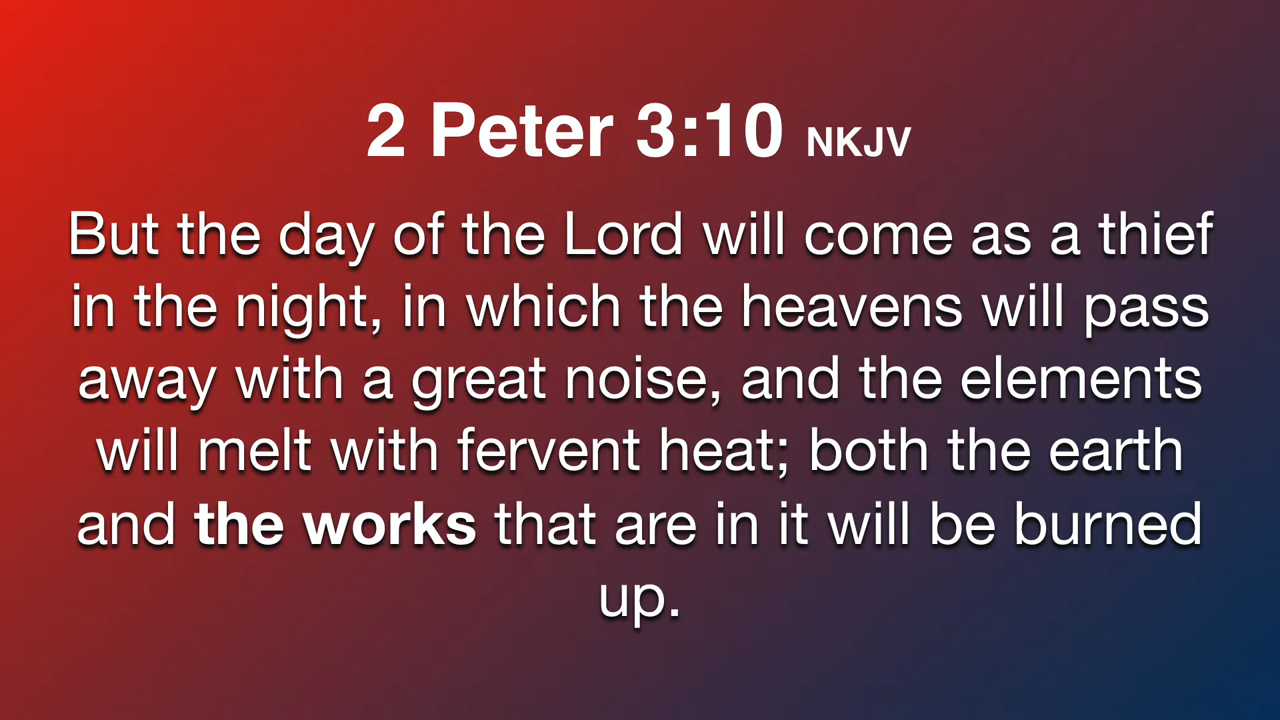 2 Peter 3:10 NKJV
But the day of the Lord will come as a thief
in the night, in which the heavens will pass
away with a great noise, and the elements
will melt with fervent heat; both the earth
and the works that are in it will be burned
up.